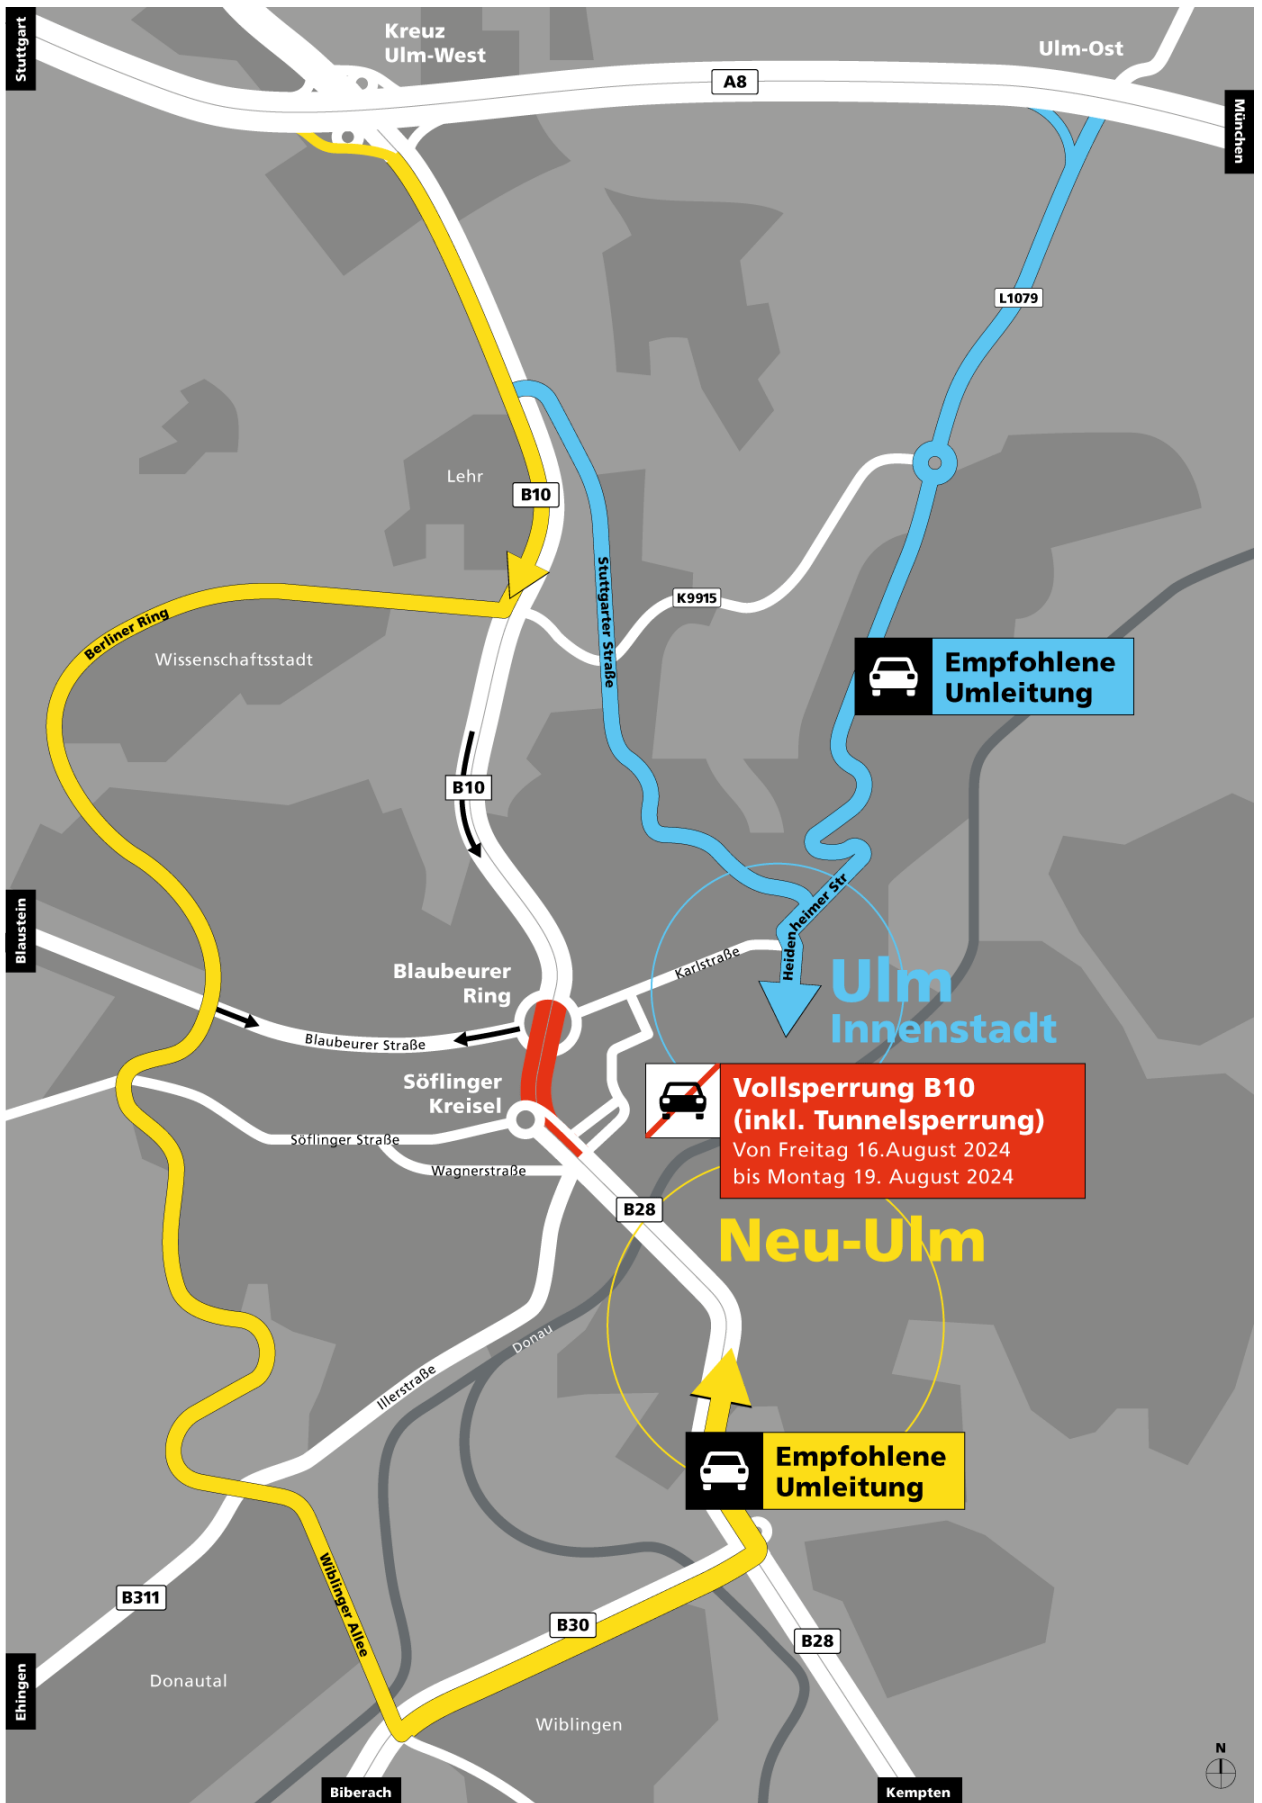 Stuttgart
Kreuz
Ulm-West
Ulm-Ost
A8
München
L1079
Lehr
B10
Stuttgarter Straße
K9915
Berliner Ring
Wissenschaftsstadt
Empfohlene
Umleitung
B10
Heidenheimer Str
Blaustein
Blaubeurer
Ring
Karlstraße
Ulm
Innenstadt
Blaubeurer Straße
Söflinger
Kreisel
Vollsperrung B10
(inkl. Tunnelsperrung)
Von Freitag 16.August 2024
bis Montag 19. August 2024
Söflinger Straße
Wagnerstraße
B28
Neu-Ulm
Donau
Illerstraße
Empfohlene
Umleitung
Wiblinger Allee
B311
B30
B28
Ehingen
Donautal
Wiblingen
N
Biberach
Kempten